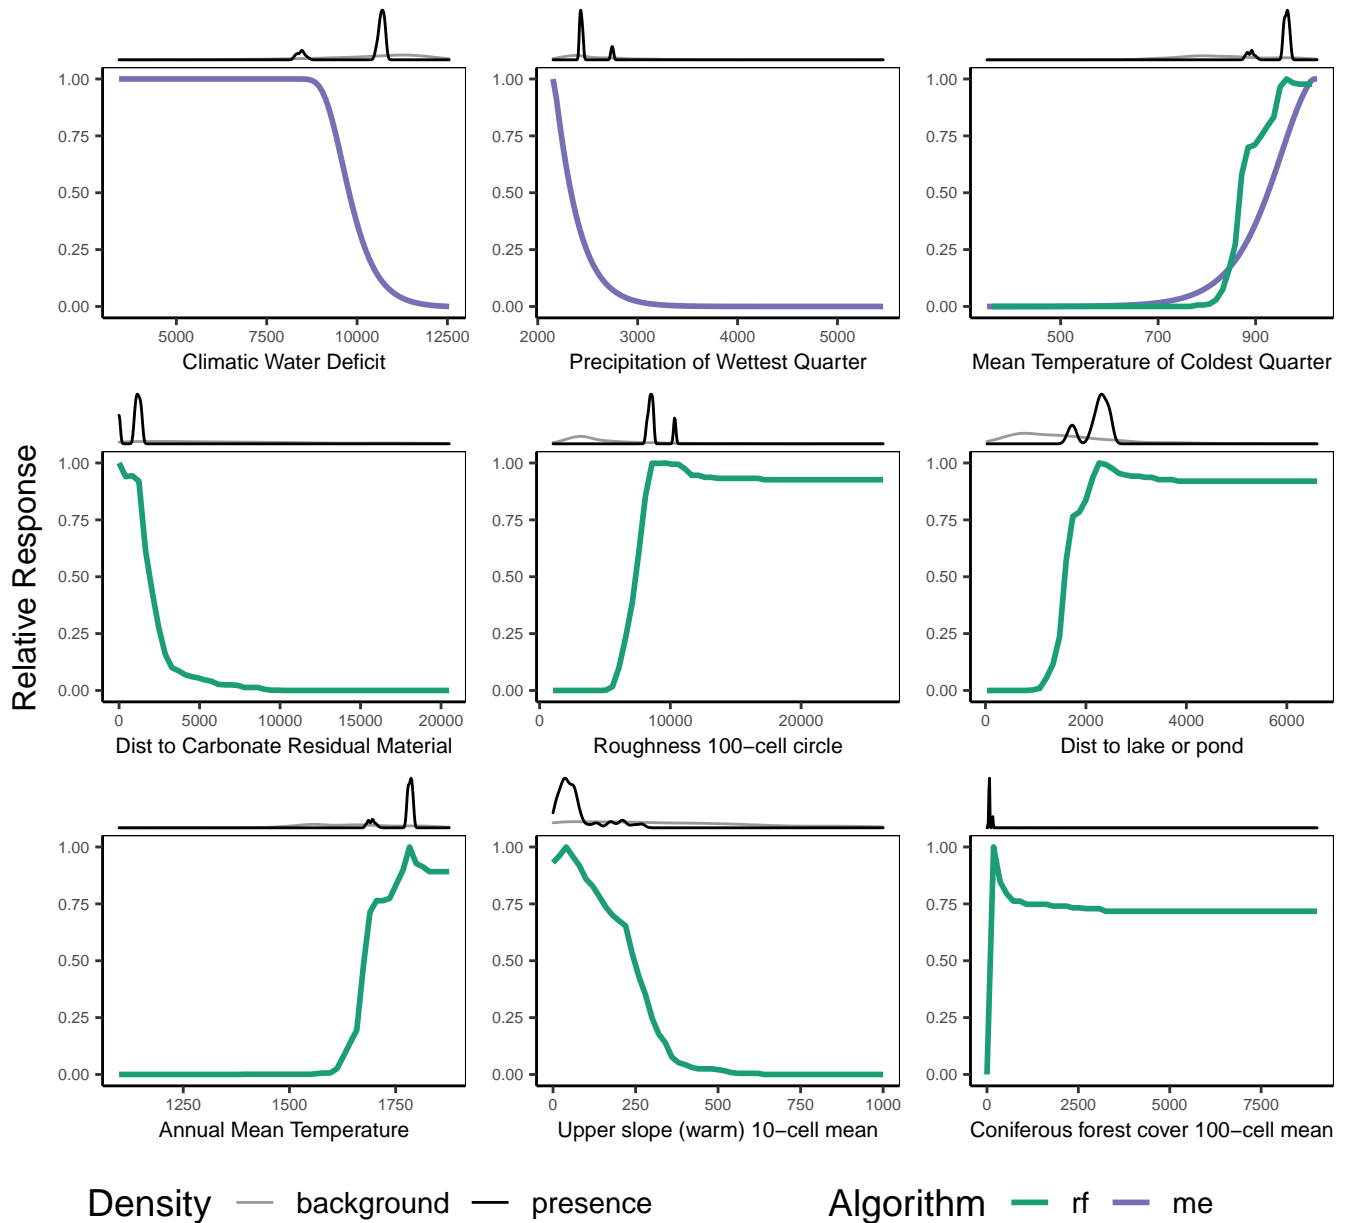 1.00
0.75
0.50
0.25
0.00
5000 7500 10000 12500
Climatic Water Deficit
1.00
0.75
0.50
0.25
0.00
2000 3000 4000 5000
Precipitation of Wettest Quarter
1.00
0.75
0.50
0.25
0.00
500 700 900
Mean Temperature of Coldest Quarter
Relative Response
1.00
0.75
0.50
0.25
0.00
0 5000 10000 15000 20000
Dist to Carbonate Residual Material
1.00
0.75
0.50
0.25
0.00
0 10000 20000
Roughness 100−cell circle
1.00
0.75
0.50
0.25
0.00
0 2000 4000 6000
Dist to lake or pond
1.00
0.75
0.50
0.25
0.00
1250 1500 1750
Annual Mean Temperature
1.00
0.75
0.50
0.25
0.00
0 250 500 750 1000
Upper slope (warm) 10−cell mean
1.00
0.75
0.50
0.25
0.00
0 2500 5000 7500
Coniferous forest cover 100−cell mean
Density background presence
Algorithm rf me